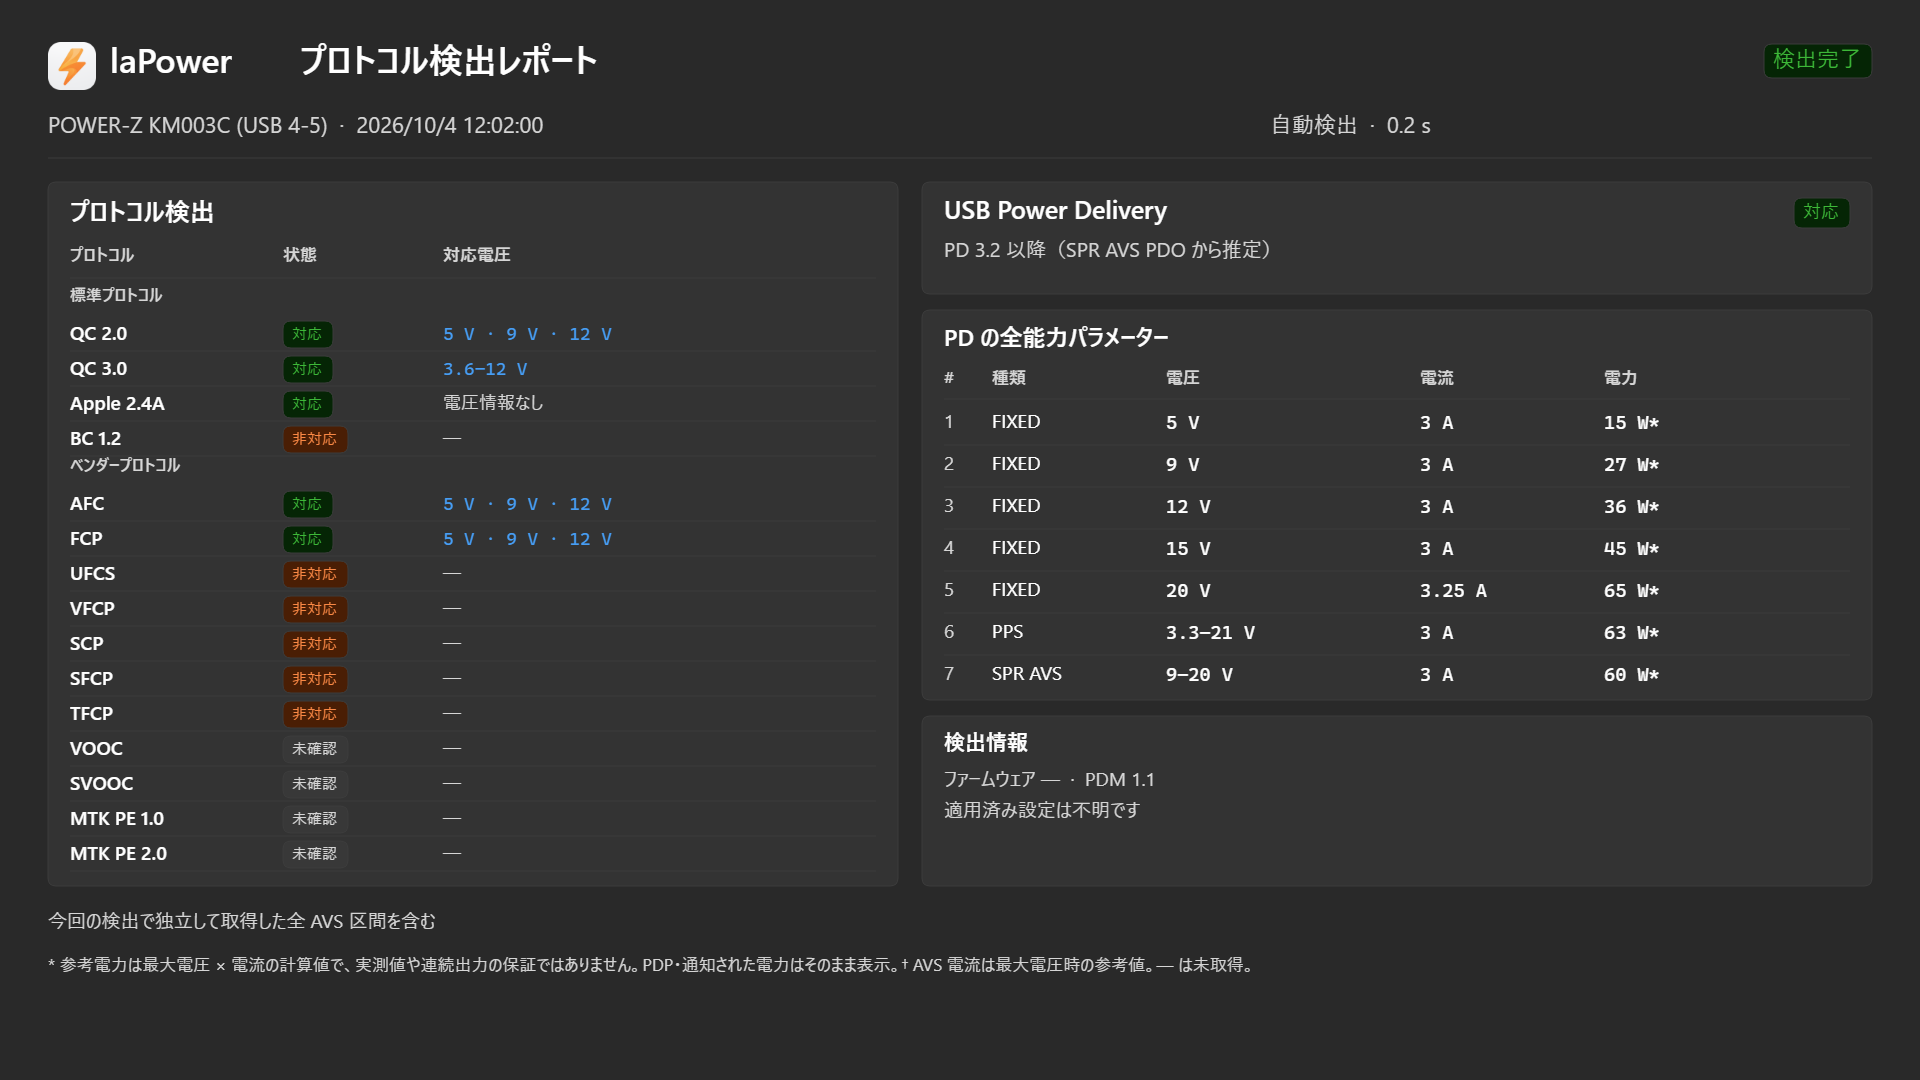 laPower プロトコル検出レポート 検出完了
POWER-Z KM003C (USB 4-5) · 2026/10/4 12:02:00 自動検出 · 0.2 s
プロトコル検出
プロトコル 状態 対応電圧
標準プロトコル
QC 2.0 対応 5 V · 9 V · 12 V
QC 3.0 対応 3.6–12 V
Apple 2.4A 対応 電圧情報なし
BC 1.2 非対応 —
ベンダープロトコル
AFC 対応 5 V · 9 V · 12 V
FCP 対応 5 V · 9 V · 12 V
UFCS 非対応 —
VFCP 非対応 —
SCP 非対応 —
SFCP 非対応 —
TFCP 非対応 —
VOOC 未確認 —
SVOOC 未確認 —
MTK PE 1.0 未確認 —
MTK PE 2.0 未確認 —
USB Power Delivery 対応
PD 3.2 以降（SPR AVS PDO から推定）
PD の全能力パラメーター
# 種類 電圧 電流 電力
1 FIXED 5 V 3 A 15 W*
2 FIXED 9 V 3 A 27 W*
3 FIXED 12 V 3 A 36 W*
4 FIXED 15 V 3 A 45 W*
5 FIXED 20 V 3.25 A 65 W*
6 PPS 3.3–21 V 3 A 63 W*
7 SPR AVS 9–20 V 3 A 60 W*
検出情報
ファームウェア — · PDM 1.1
適用済み設定は不明です
今回の検出で独立して取得した全 AVS 区間を含む
* 参考電力は最大電圧 × 電流の計算値で、実測値や連続出力の保証ではありません。PDP・通知された電力はそのまま表示。† AVS 電流は最大電圧時の参考値。— は未取得。